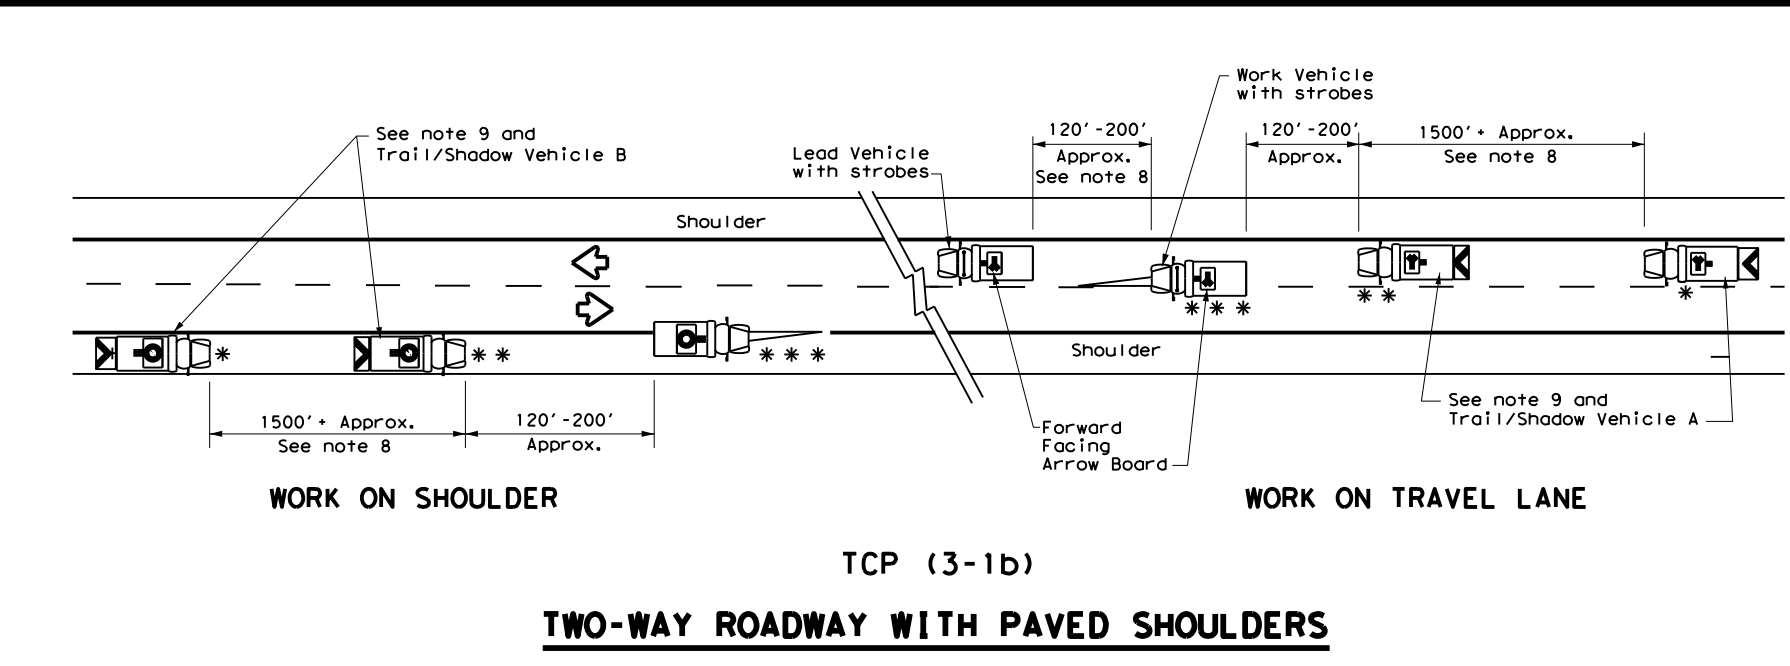 Work Vehicle
with strobes
See note 9 and
Trail/Shadow Vehicle B
Lead Vehicle
with strobes
120'-200'
Approx.
See note 8
120'-200'
Approx.
1500'+ Approx.
See note 8
Shoulder
* 
* *
* * *
Shoulder
* * *
* *
*
1500'+ Approx.
See note 8
120'-200'
Approx.
Forward
Facing
Arrow Board
See note 9 and
Trail/Shadow Vehicle A
WORK ON SHOULDER
WORK ON TRAVEL LANE
TCP (3-1b)
TWO-WAY ROADWAY WITH PAVED SHOULDERS